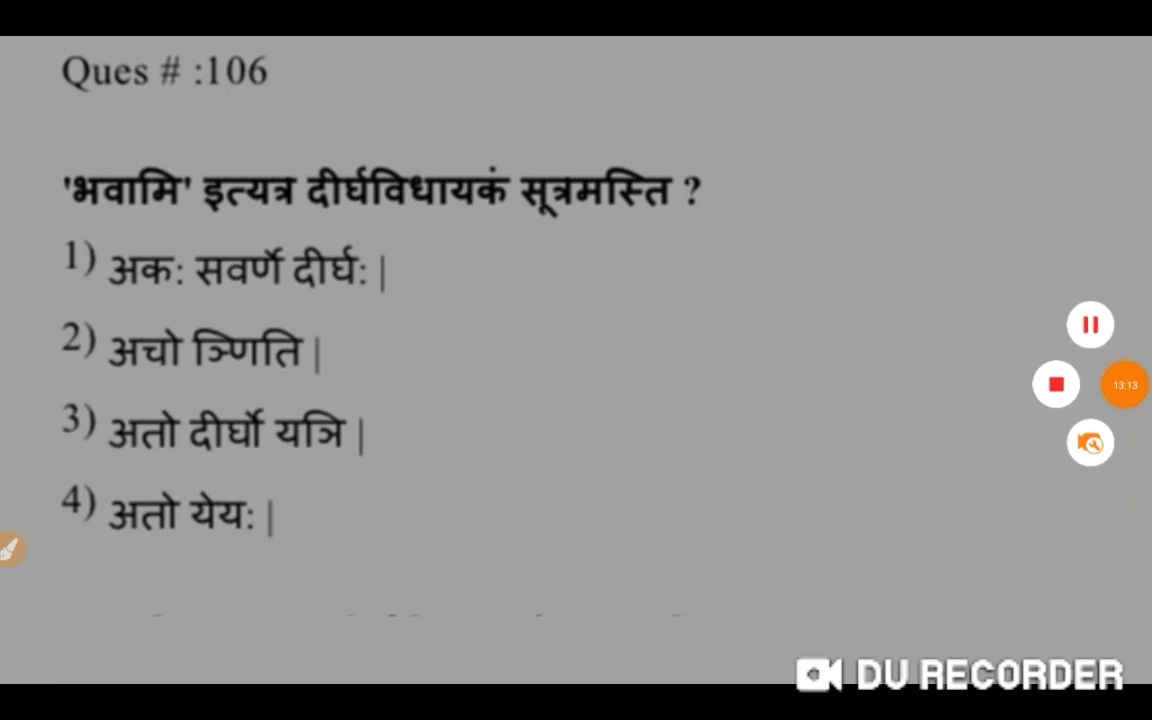 Ques # :106
'भवामि' इत्यत्र दीर्घविधायकं सूत्रमस्ति ?
1) अक: सवर्णे दीर्घ: |
2) अचो ञ्णिति |
3) अतो दीर्घो यञि |
4) अतो येय: |
13:13
DU RECORDER